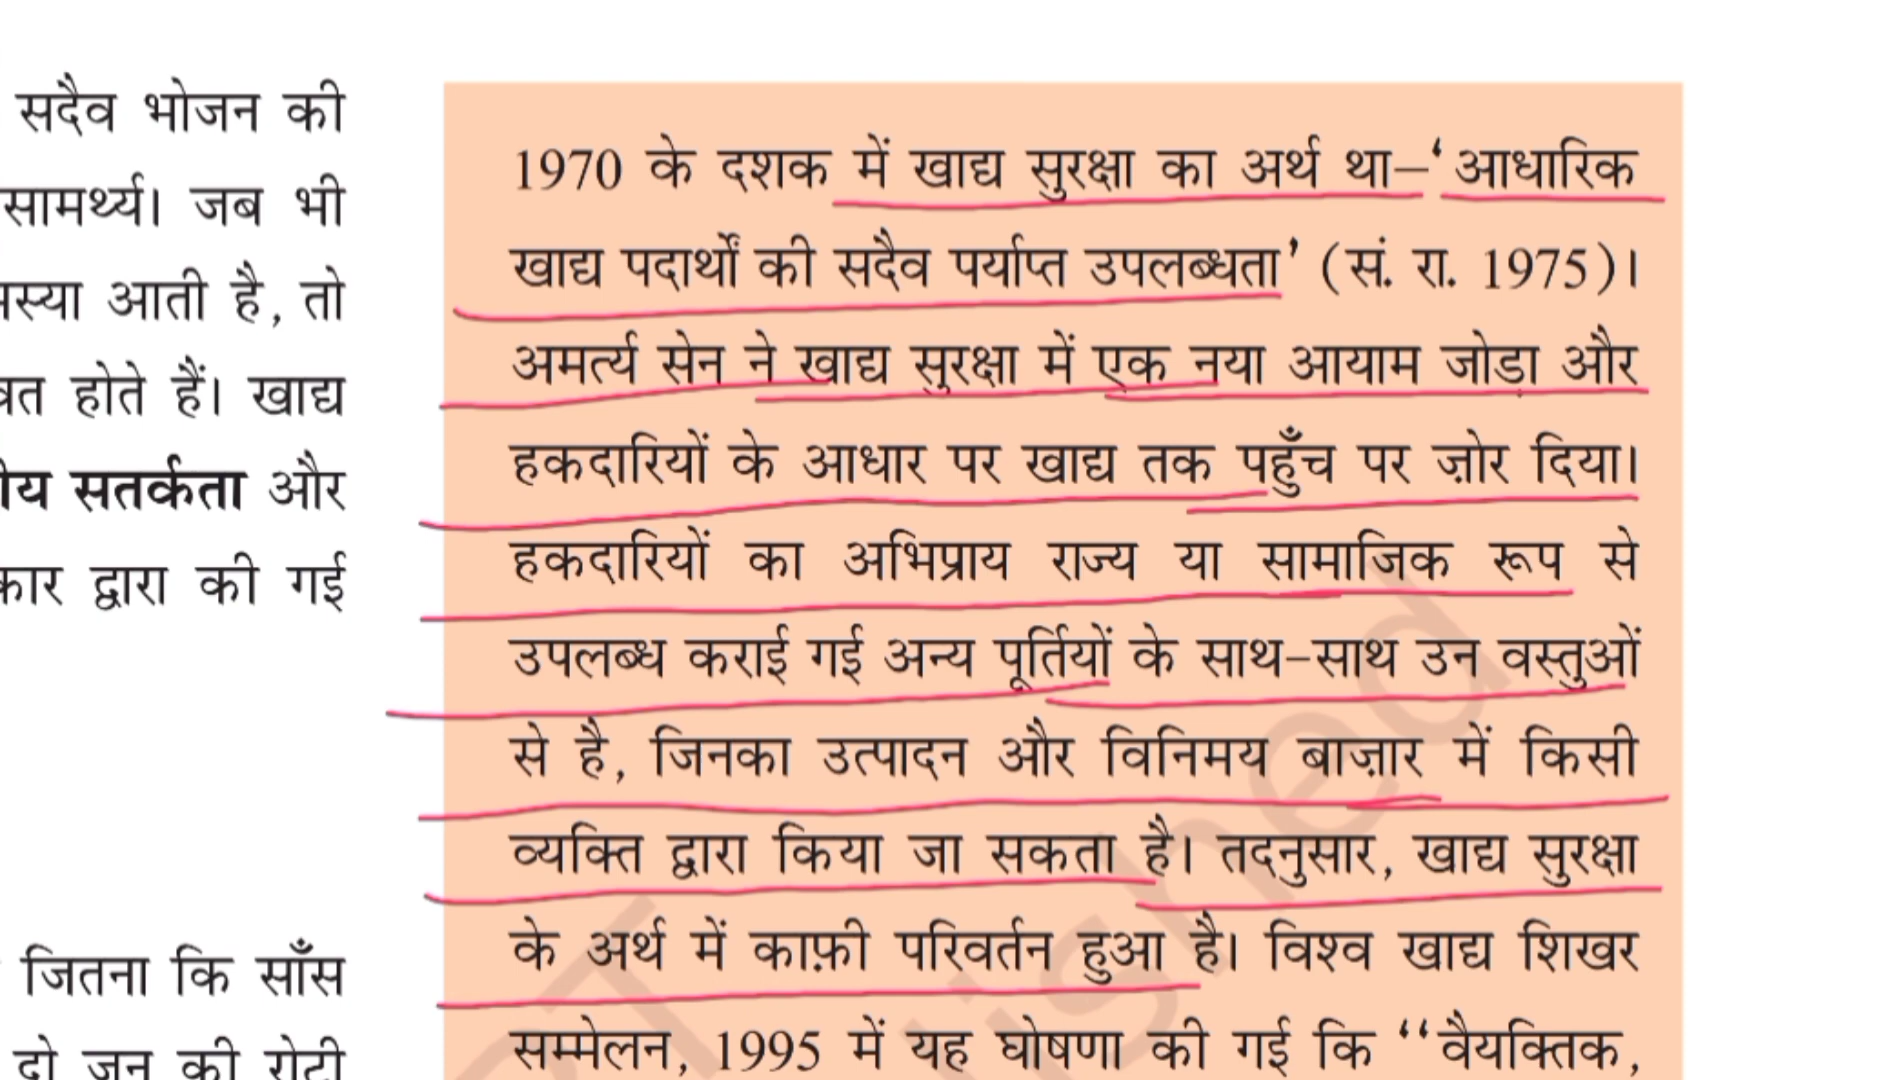 सदैव भोजन की
सामर्थ्य। जब भी
आती है, तो
होते हैं। खाद्य
सतर्कता और
द्वारा की गई
जितना कि साँस
दो जून की रोटी
1970 के दशक में खाद्य सुरक्षा का अर्थ था–‘आधारिक
खाद्य पदार्थों की सदैव पर्याप्त उपलब्धता’ (सं. रा. 1975)।
अमर्त्य सेन ने खाद्य सुरक्षा में एक नया आयाम जोड़ा और
हकदारियों के आधार पर खाद्य तक पहुँच पर ज़ोर दिया।
हकदारियों का अभिप्राय राज्य या सामाजिक रूप से
उपलब्ध कराई गई अन्य पूर्तियों के साथ-साथ उन वस्तुओं
से है, जिनका उत्पादन और विनिमय बाज़ार में किसी
व्यक्ति द्वारा किया जा सकता है। तदनुसार, खाद्य सुरक्षा
के अर्थ में काफ़ी परिवर्तन हुआ है। विश्व खाद्य शिखर
सम्मेलन, 1995 में यह घोषणा की गई कि “वैयक्तिक,